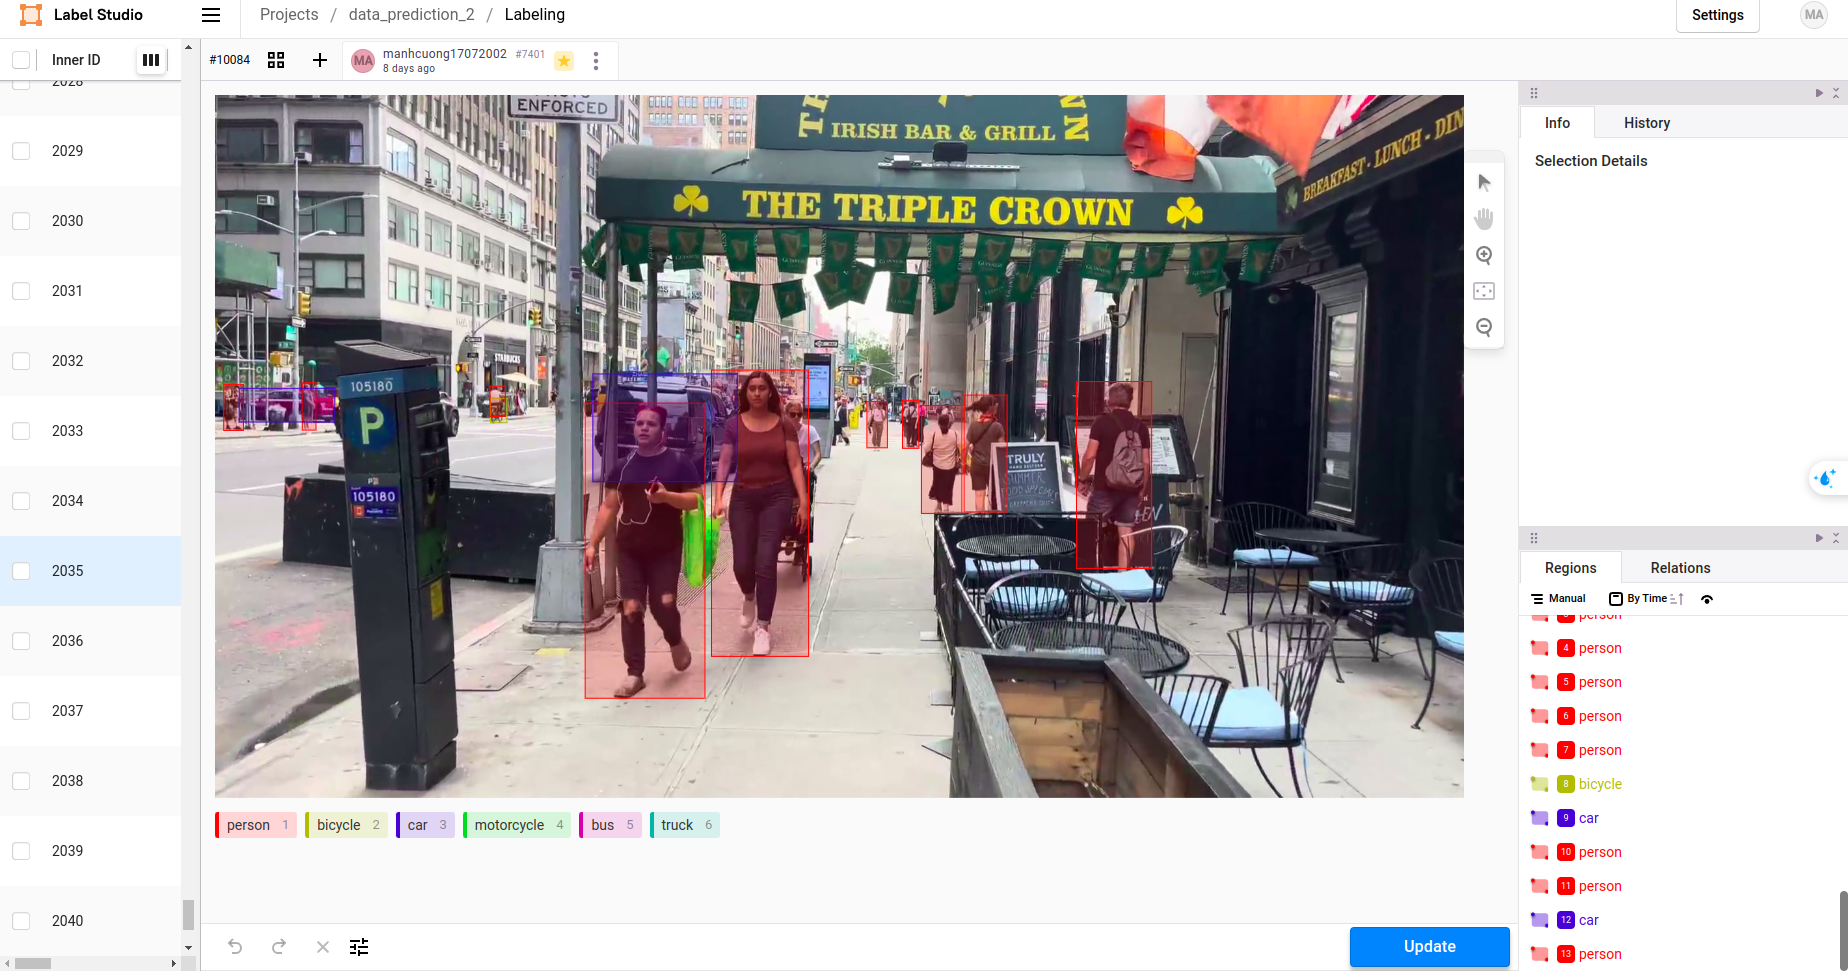 Label Studio
Projects / data_prediction_2 / Labeling
Settings
MA
Inner ID
#10084
MA
manhcuong17072002 #7401
8 days ago
2028
2029
2030
2031
2032
2033
2034
2035
2036
2037
2038
2039
2040
ENFORCED
IRISH BAR & GRILL
THE TRIPLE CROWN
BREAKFAST · LUNCH · DIN
STARBUCKS
105180
P
105180
TRULY
SUMMER
person 1
bicycle 2
car 3
motorcycle 4
bus 5
truck 6
Update
Info
History
Selection Details
Regions
Relations
Manual
By Time
person
4 person
5 person
6 person
7 person
8 bicycle
9 car
10 person
11 person
12 car
13 person